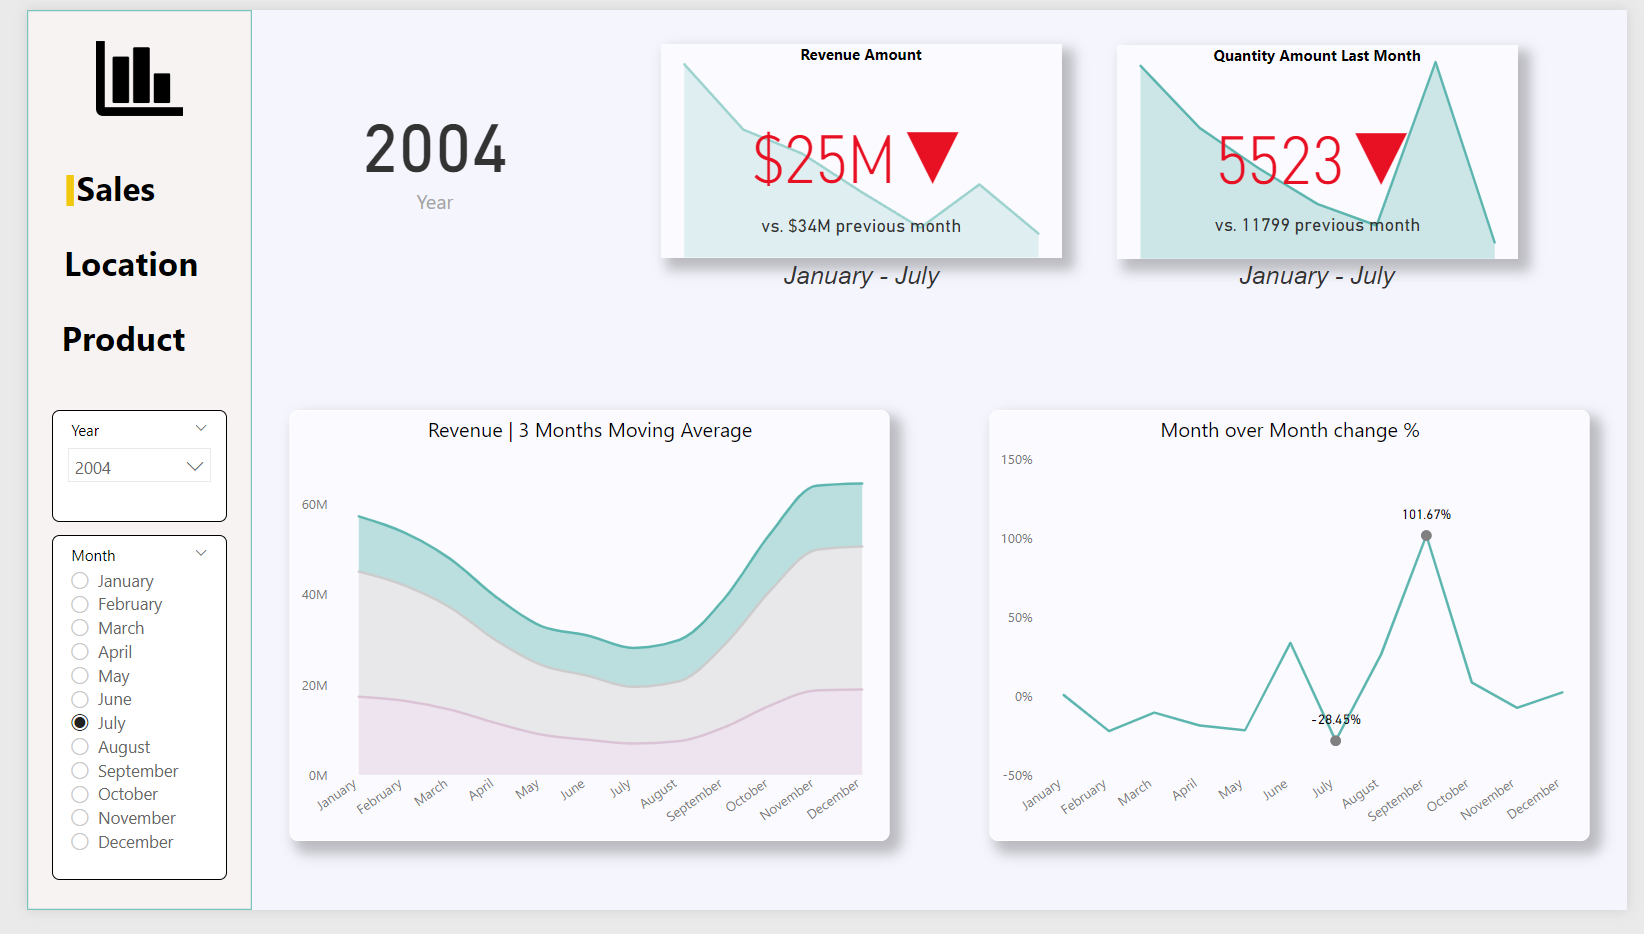 Sales
Location
Product
Year
2004
Month
January
February
March
April
May
June
July
August
September
October
November
December
2004
Year
Revenue Amount
$25M
vs. $34M previous month
January - July
Quantity Amount Last Month
5523
vs. 11799 previous month
January - July
Revenue | 3 Months Moving Average
60M
40M
20M
0M
January
February
March
April
May
June
July
August
September
October
November
December
Month over Month change %
150%
100%
50%
0%
-50%
101.67%
-28.45%
January
February
March
April
May
June
July
August
September
October
November
December